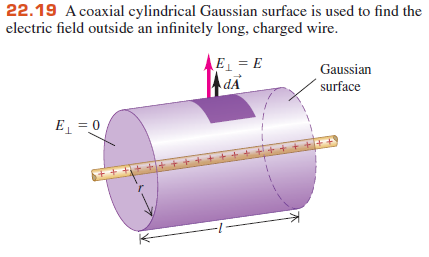 22.19 A coaxial cylindrical Gaussian surface is used to find the
electric field outside an infinitely long, charged wire.
E⊥ = E
dA⃗
Gaussian
surface
E⊥ = 0
+ + + + + + + + + + + + + + + + + + + + + + +
r
l